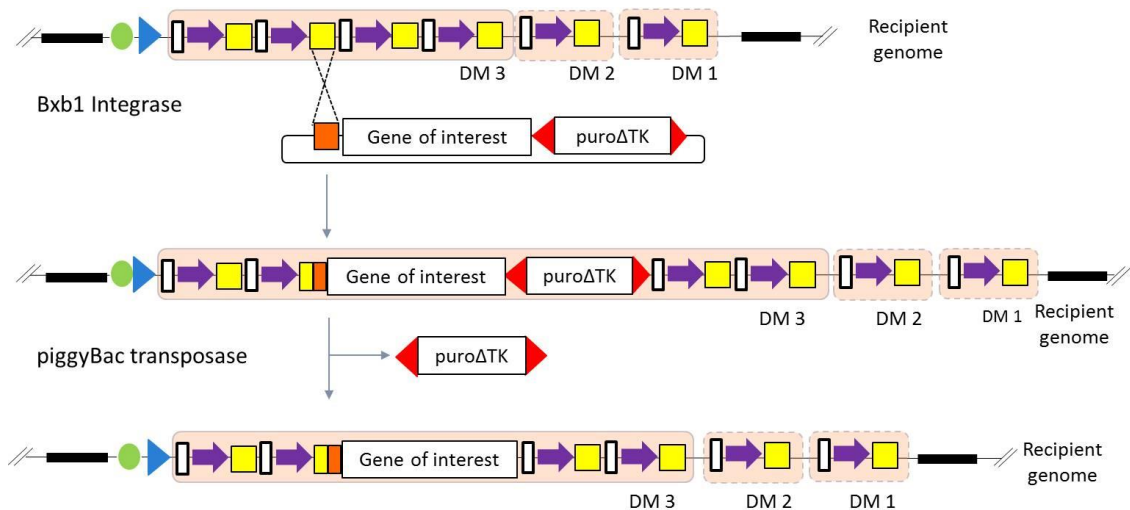 Recipient
genome
DM 3
DM 2
DM 1
Bxb1 Integrase
Gene of interest
puroΔTK
Gene of interest
puroΔTK
DM 3
DM 2
DM 1
Recipient
genome
piggyBac transposase
puroΔTK
Gene of interest
Recipient
genome
DM 3
DM 2
DM 1